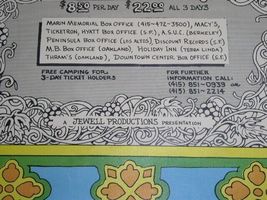 $8.50 PER DAY $22.00 ALL 3 DAYS
MARIN MEMORIAL BOX OFFICE (415-472-3500), MACY'S,
TICKETRON, HYATT BOX OFFICE (S.F.), A.S.U.C. (BERKELEY)
PENINSULA BOX OFFICE (LOS ALTOS) DISCOUNT RECORDS (S.F.)
M.B. BOX OFFICE (OAKLAND), HOLIDAY INN (TERRA LINDA)
THRAM'S (OAKLAND), DOWNTOWN CENTER BOX OFFICE (S.F.)
FREE CAMPING FOR
3-DAY TICKET HOLDERS
FOR FURTHER
INFORMATION CALL:
(415) 851-0939 OR
(415) 851-2214
A JEWELL PRODUCTIONS PRESENTATION